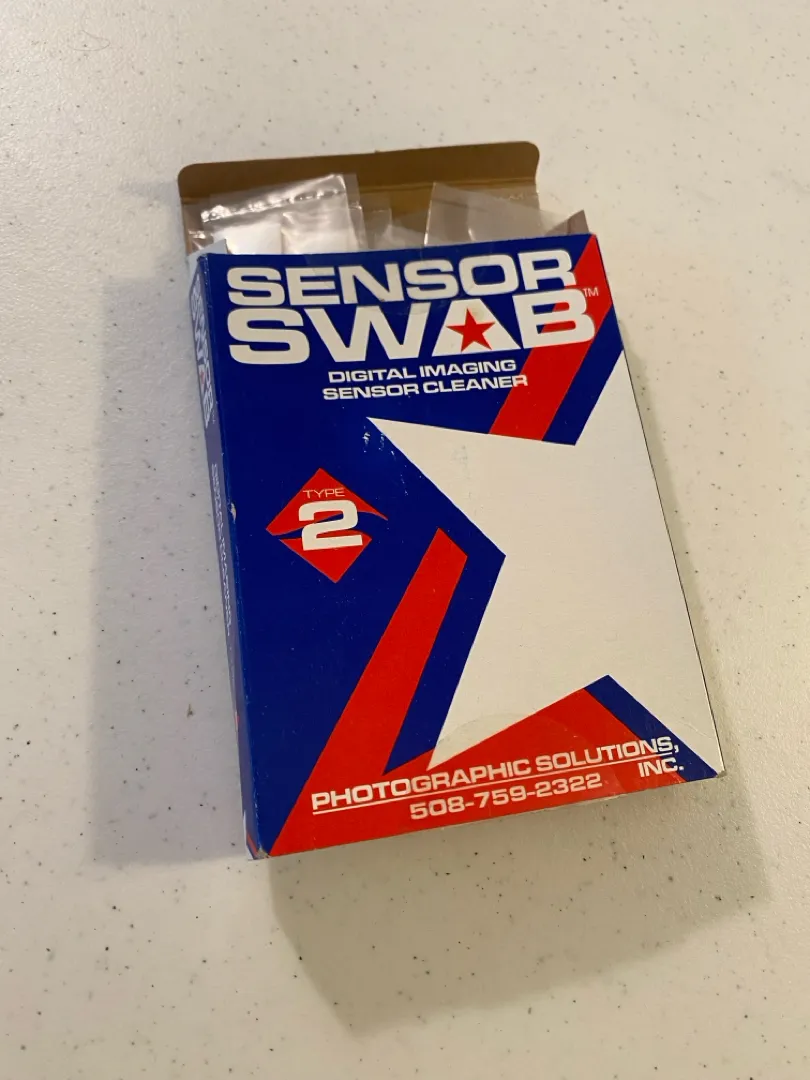 SENSOR
SWAB™
DIGITAL IMAGING
SENSOR CLEANER
TYPE
2
PHOTOGRAPHIC SOLUTIONS,
INC.
508-759-2322